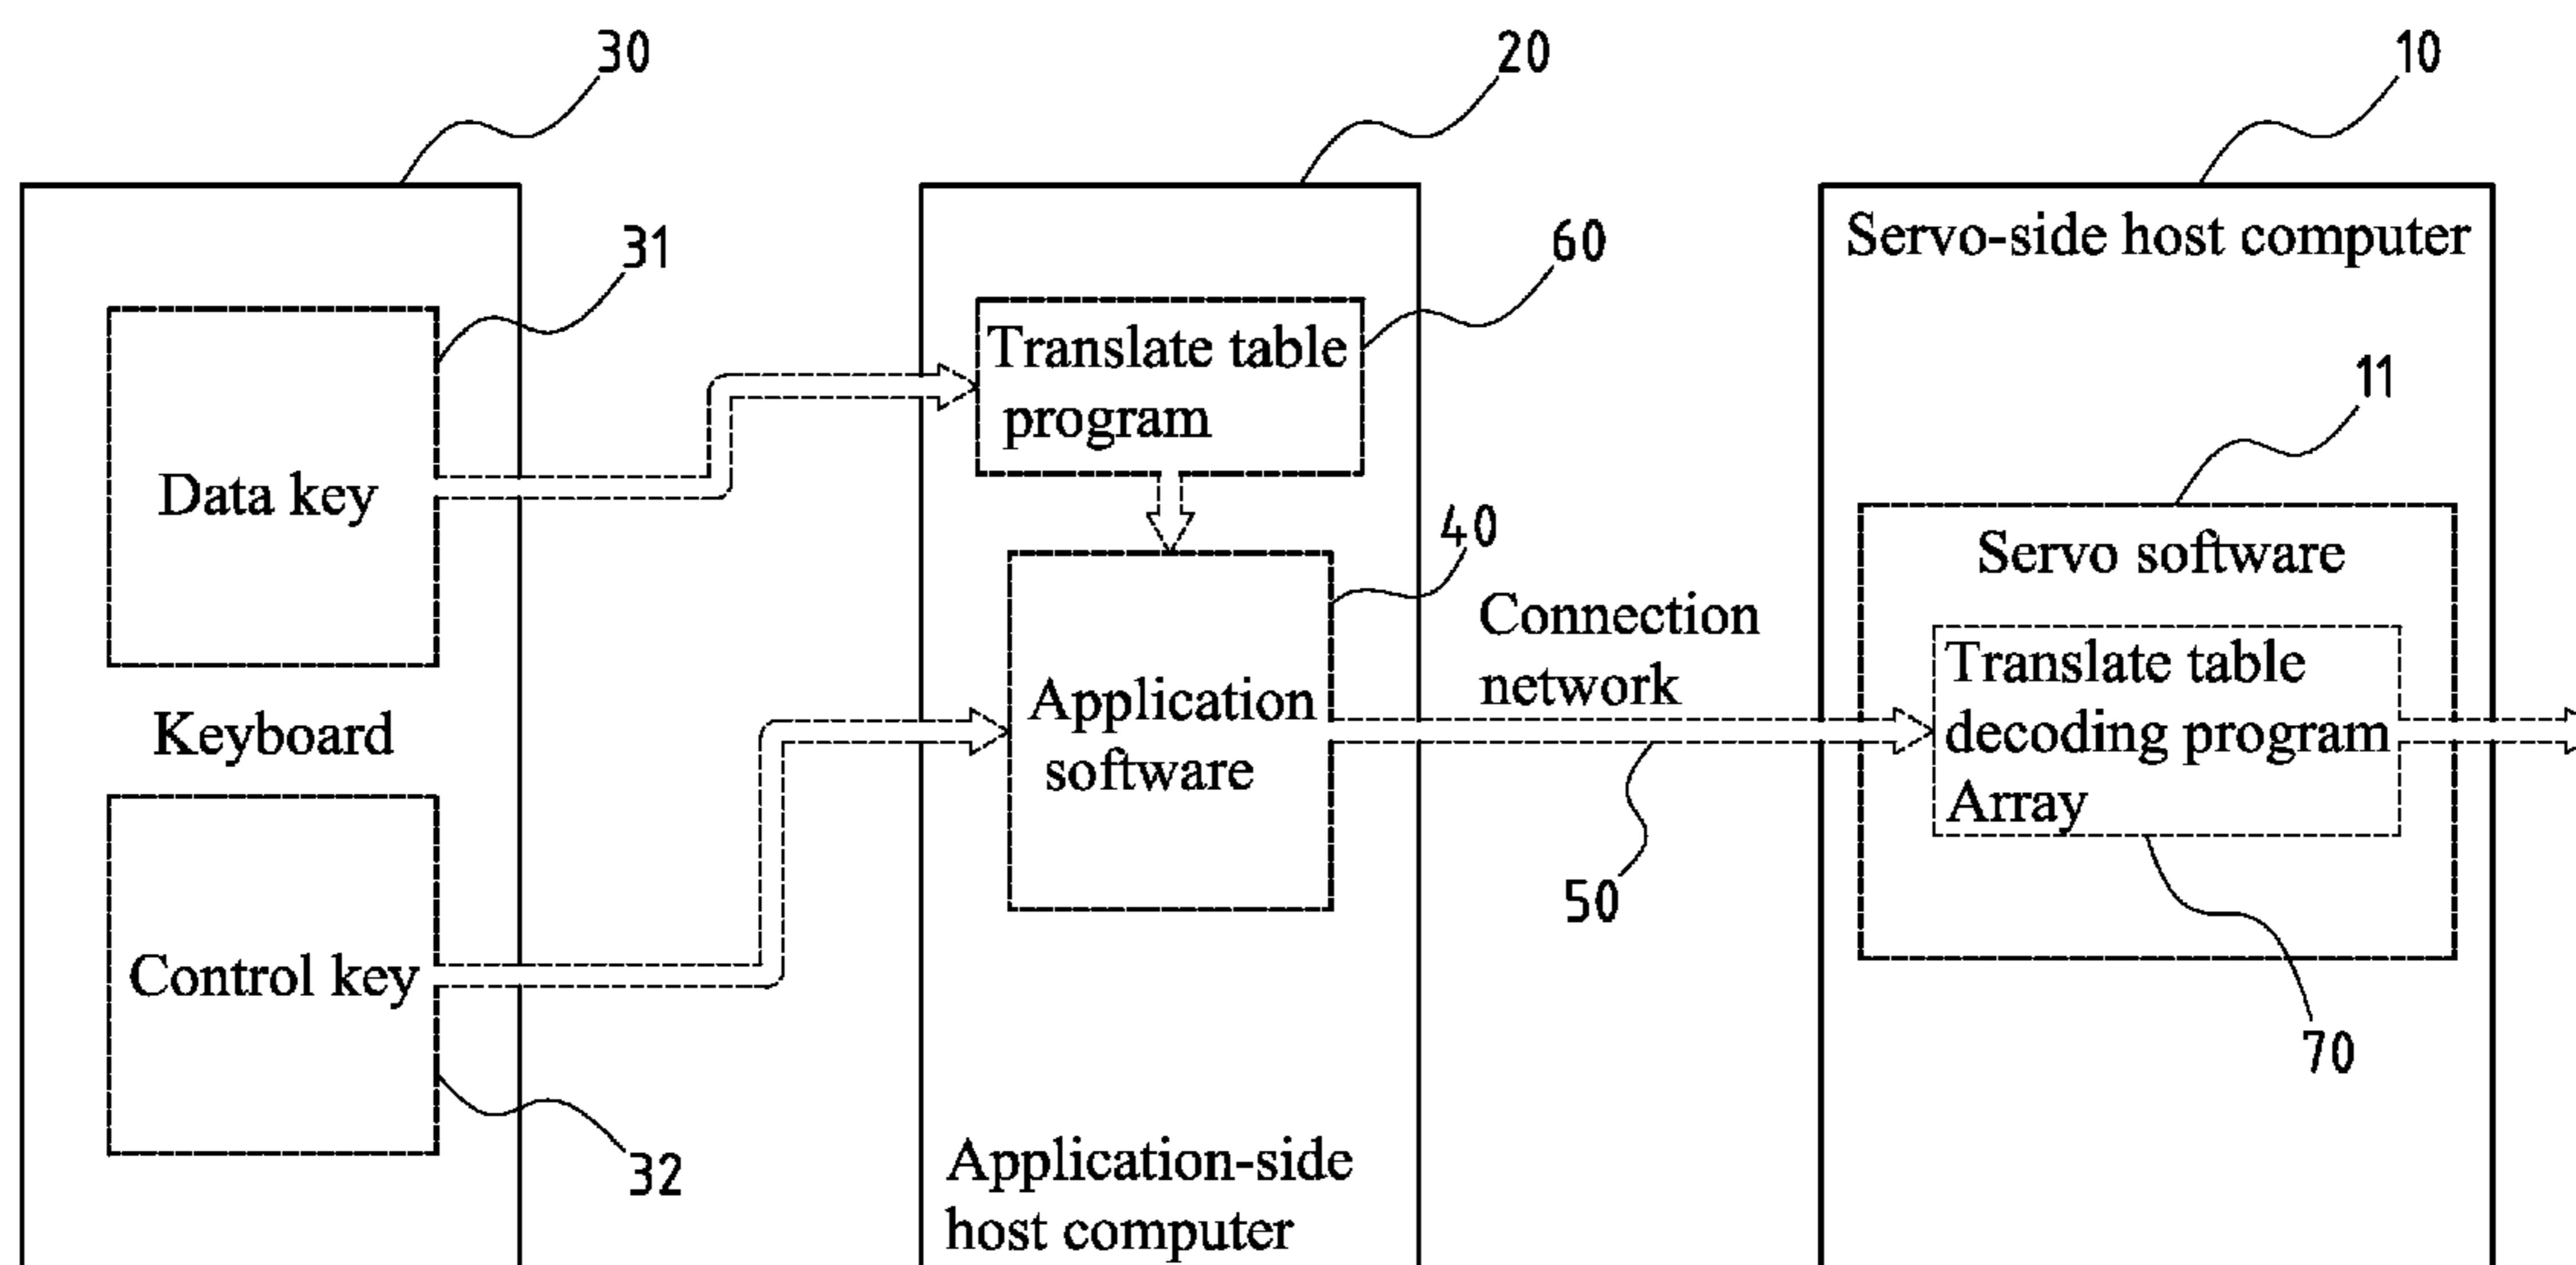 30
20
10
31
60
Servo-side host computer
Translate table
program
11
Data key
40
Servo software
Connection
network
Translate table
decoding program
Array
Keyboard
Application
software
50
Control key
70
32
Application-side
host computer